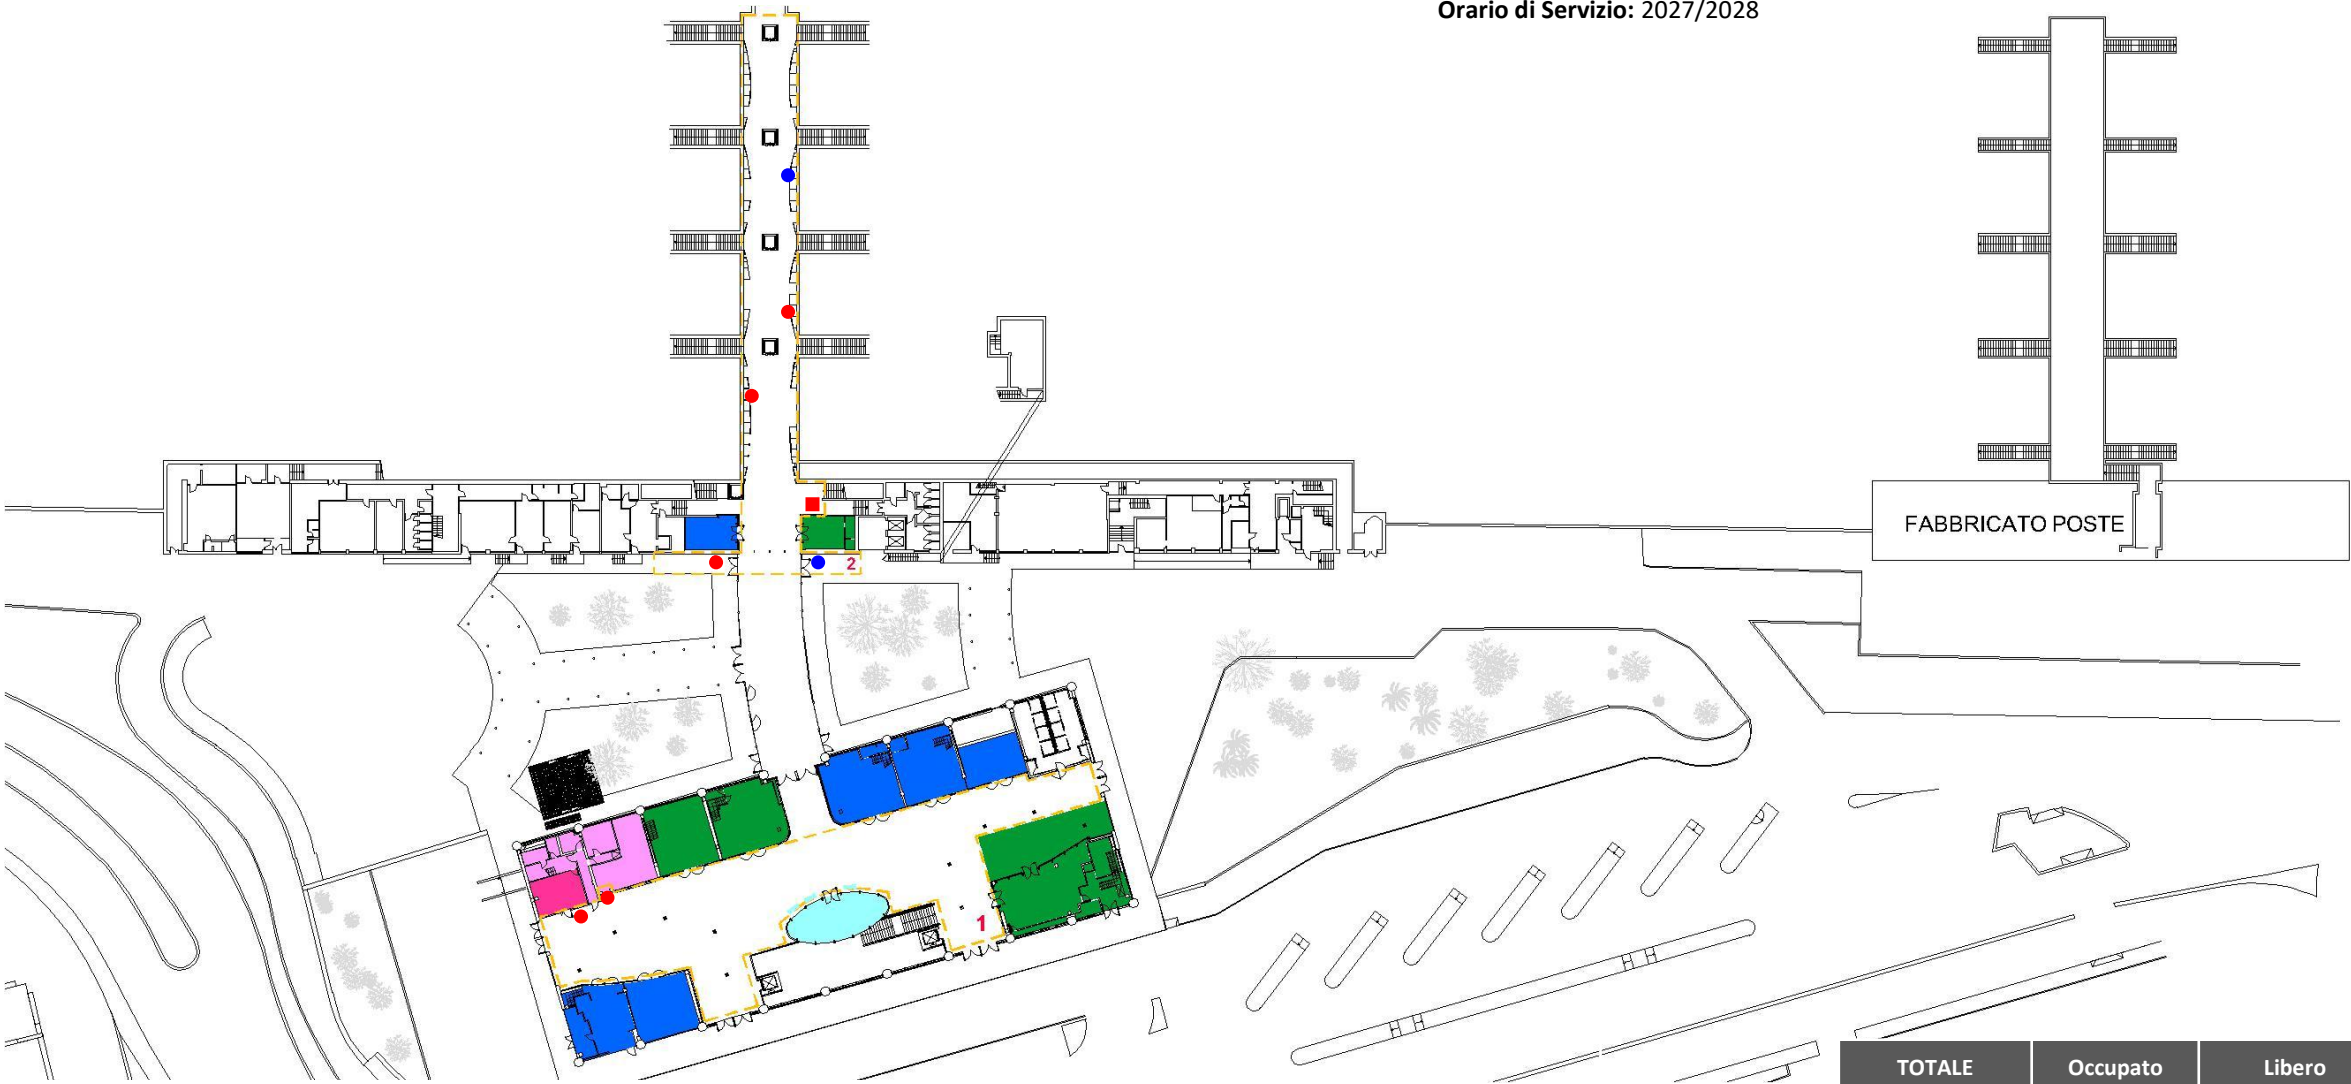 Orario di Servizio: 2027/2028
FABBRICATO POSTE
2
1
TOTALE Occupato Libero